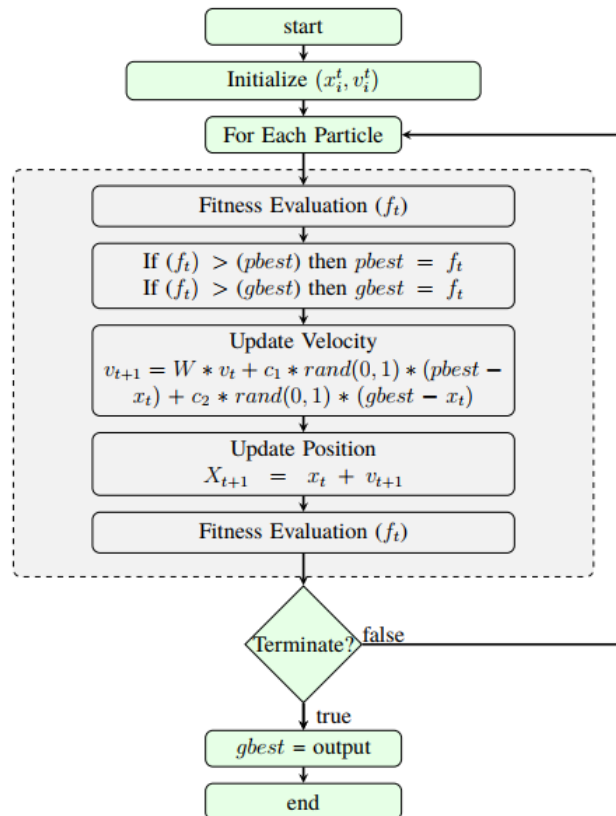 start
Initialize (x_i^t, v_i^t)
For Each Particle
Fitness Evaluation (f_t)
If (f_t) > (pbest) then pbest = f_t
If (f_t) > (gbest) then gbest = f_t
Update Velocity
v_{t+1} = W * v_t + c_1 * rand(0, 1) * (pbest −
x_t) + c_2 * rand(0, 1) * (gbest − x_t)
Update Position
X_{t+1} = x_t + v_{t+1}
Fitness Evaluation (f_t)
Terminate?
false
true
gbest = output
end